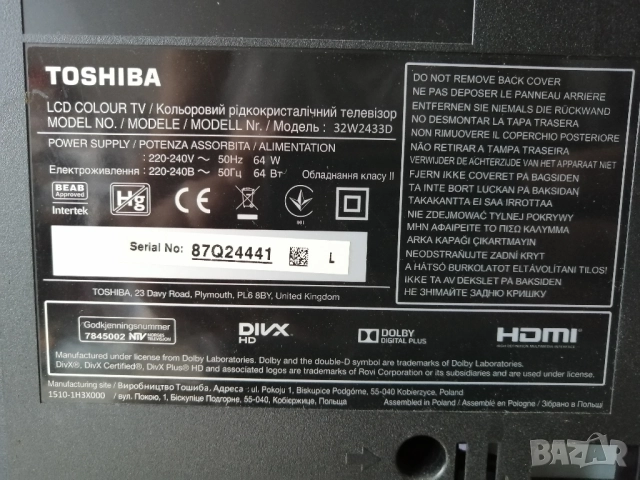 TOSHIBA
LCD COLOUR TV / Кольоровий рідкокристалічний телевізор
MODEL NO. / MODELE / MODELL Nr. / Модель : 32W2433D
POWER SUPPLY / POTENZA ASSORBITA / ALIMENTATION
: 220-240V ~ 50Hz 64 W
Електроживлення : 220-240В ~ 50Гц 64 Вт Обладнання класу II
BEAB
Approved
Intertek
Hg
CE
Serial No: 87Q24441 L
TOSHIBA, 23 Davy Road, Plymouth, PL6 8BY, United Kingdom
DO NOT REMOVE BACK COVER
NE PAS DEPOSER LE PANNEAU ARRIERE
ENTFERNEN SIE NIEMALS DIE RÜCKWAND
NO DESMONTAR LA TAPA TRASERA
NON RIMUOVERE IL COPERCHIO POSTERIORE
NÃO RETIRAR A TAMPA TRASEIRA
VERWIJDER DE ACHTERZIJDE VAN HET APPARAAT NIET
FJERN IKKE COVERET PA BAGSIDEN
TA INTE BORT LUCKAN PA BAKSIDAN
TAKAKANTTA EI SAA IRROTTAA
NIE ZDEJMOWAĆ TYLNEJ POKRYWY
ΜΗΝ ΑΦΑΙΡΕΙΤΕ ΤΟ ΠΙΣΩ ΚΑΛΥΜΜΑ
ARKA KAPAĞI ÇIKARTMAYIN
NEODSTRAŇUJTE ZADNÍ KRYT
A HÁTSÓ BURKOLATOT ELTÁVOLÍTANI TILOS!
IKKE TA AV DEKSLET PÅ BAKSIDEN
НЕ ЗНІМАЙТЕ ЗАДНЮ КРИШКУ
Godkjenningsnummer
7845002
DIVX
HD
DOLBY
DIGITAL PLUS
HDMI
Manufactured under license from Dolby Laboratories. Dolby and the double-D symbol are trademarks of Dolby Laboratories.
DivX®, DivX Certified®, DivX Plus® HD and associated logos are trademarks of Rovi Corporation or its subsidiaries
and are used under license.
Manufacturing site / Виробництво Тошиба. Адреса : ul. Pokoju 1, Biskupice Podgórne, 55-040 Kobierzyce, Poland
1510-1H3X000 / вул. Покою, 1, Біскупіце Подгорне, 55-040, Кобєржице, Польща Assembled in Poland / Assemblé en Pologne / Зібрано в Польщі
BAZAR